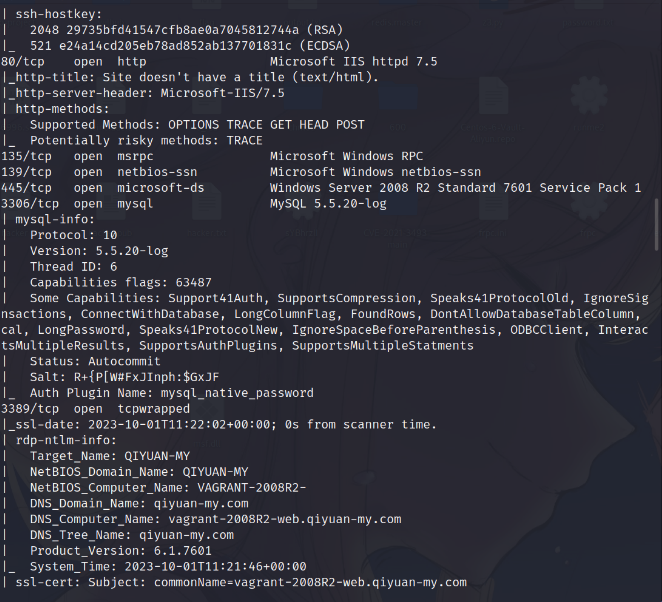 | ssh-hostkey:
|   2048 29735bfd41547cfb8ae0a7045812744a (RSA)
|_  521 e24a14cd205eb78ad852ab137701831c (ECDSA)
80/tcp    open  http                 Microsoft IIS httpd 7.5
|_http-title: Site doesn't have a title (text/html).
|_http-server-header: Microsoft-IIS/7.5
| http-methods:
|   Supported Methods: OPTIONS TRACE GET HEAD POST
|_  Potentially risky methods: TRACE
135/tcp   open  msrpc                Microsoft Windows RPC
139/tcp   open  netbios-ssn          Microsoft Windows netbios-ssn
445/tcp   open  microsoft-ds         Windows Server 2008 R2 Standard 7601 Service Pack 1
3306/tcp  open  mysql                MySQL 5.5.20-log
| mysql-info:
|   Protocol: 10
|   Version: 5.5.20-log
|   Thread ID: 6
|   Capabilities flags: 63487
|   Some Capabilities: Support41Auth, SupportsCompression, Speaks41ProtocolOld, IgnoreSig
nsactions, ConnectWithDatabase, LongColumnFlag, FoundRows, DontAllowDatabaseTableColumn,
cal, LongPassword, Speaks41ProtocolNew, IgnoreSpaceBeforeParenthesis, ODBCClient, Interac
tsMultipleResults, SupportsAuthPlugins, SupportsMultipleStatments
|   Status: Autocommit
|   Salt: R+{P[W#FxJInph:$GxJF
|_  Auth Plugin Name: mysql_native_password
3389/tcp  open  tcpwrapped
|_ssl-date: 2023-10-01T11:22:02+00:00; 0s from scanner time.
| rdp-ntlm-info:
|   Target_Name: QIYUAN-MY
|   NetBIOS_Domain_Name: QIYUAN-MY
|   NetBIOS_Computer_Name: VAGRANT-2008R2-
|   DNS_Domain_Name: qiyuan-my.com
|   DNS_Computer_Name: vagrant-2008R2-web.qiyuan-my.com
|   DNS_Tree_Name: qiyuan-my.com
|   Product_Version: 6.1.7601
|_  System_Time: 2023-10-01T11:21:46+00:00
| ssl-cert: Subject: commonName=vagrant-2008R2-web.qiyuan-my.com